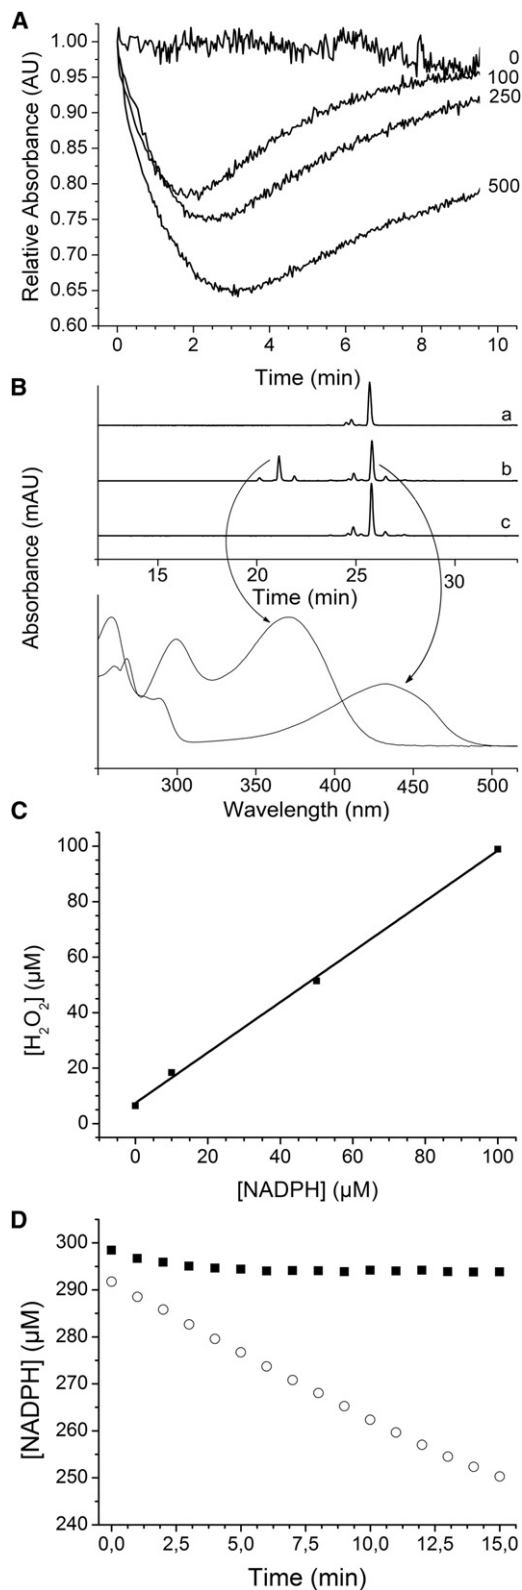 A
Relative Absorbance (AU)
1.00
0.95
0.90
0.85
0.80
0.75
0.70
0.65
0.60
0
100
250
500
0 2 4 6 8 10
Time (min)
B
Absorbance (mAU)
a
b
c
15 20 25 30
Time (min)
300 350 400 450 500
Wavelength (nm)
C
[H₂O₂] (µM)
100
80
60
40
20
0
0 20 40 60 80 100
[NADPH] (µM)
D
[NADPH] (µM)
300
290
280
270
260
250
240
0,0 2,5 5,0 7,5 10,0 12,5 15,0
Time (min)